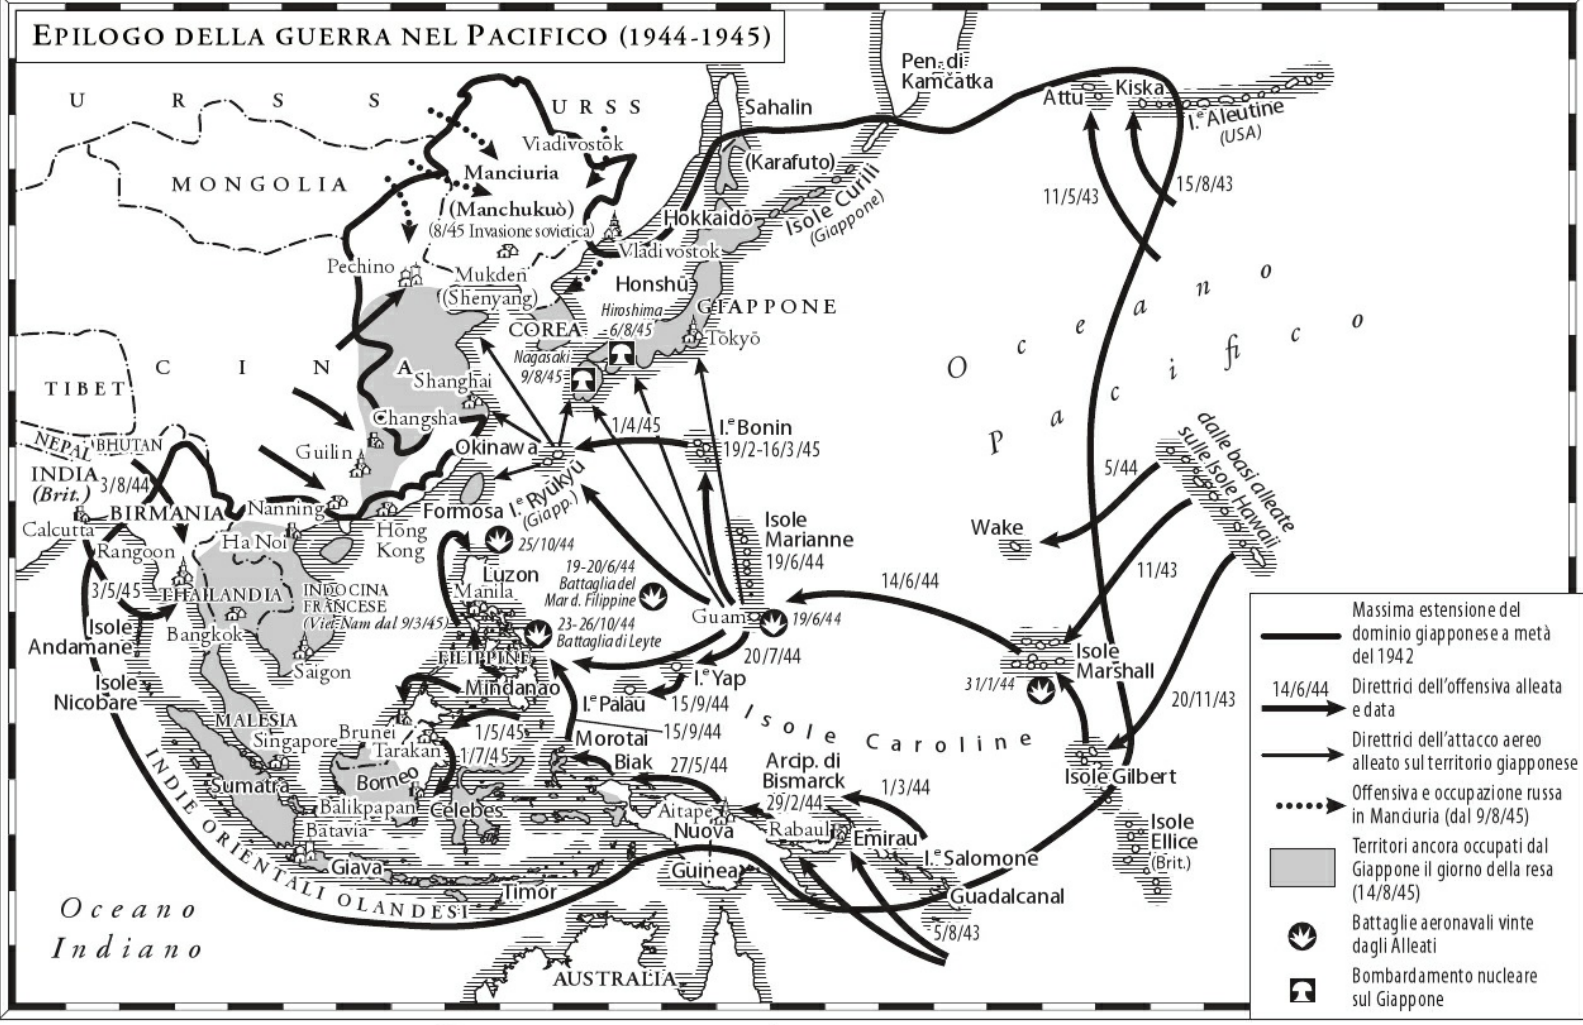 EPILOGO DELLA GUERRA NEL PACIFICO (1944-1945)
U R S S
URSS
Vladivostok
MONGOLIA
Manciuria
(Manchukuò)
(8/45 Invasione sovietica)
Pechino
Mukden
(Shenyang)
Vladivostok
Sahalin
(Karafuto)
Hokkaidō
Isole Curili
(Giappone)
Pen. di
Kamčatka
Attu
Kiska
I.e Aleutine
(USA)
11/5/43
15/8/43
Honshū
Hiroshima
6/8/45
GIAPPONE
Tōkyō
COREA
Nagasaki
9/8/45
Oceano
Pacifico
C I N A
TIBET
Shanghai
Changsha
Guilin
NEPAL
BHUTAN
INDIA
(Brit.)
3/8/44
Calcutta
BIRMANIA
Nanning
Hong
Kong
Okinawa
1/4/45
I.e Bonin
19/2-16/3/45
Formosa
I.e Ryūkyū
(Giapp.)
25/10/44
Rangoon
Ha Noi
3/5/45
THAILANDIA
INDOCINA
FRANCESE
(Viet Nam dal 9/3/45)
Bangkok
Saigon
Isole
Andamane
Isole
Nicobare
Luzon
Manila
19-20/6/44
Battaglia del
Mar d. Filippine
23-26/10/44
Battaglia di Leyte
FILIPPINE
Mindanao
Isole
Marianne
19/6/44
Guam
19/6/44
20/7/44
I.e Yap
15/9/44
I.e Palau
15/9/44
14/6/44
Wake
5/44
dalle basi alleate
sulle Isole Hawaii
11/43
Isole
Marshall
31/1/44
20/11/43
Isole Caroline
Isole Gilbert
Isole
Ellice
(Brit.)
MALESIA
Singapore
Brunei
Tarakan
1/5/45
1/7/45
Morotai
Biak
27/5/44
Arcip. di
Bismarck
29/2/44
1/3/44
Sumatra
Borneo
Balikpapan
Celebes
Batavia
Giava
Timor
Aitape
Nuova
Guinea
Rabaul
Emirau
I.e Salomone
Guadalcanal
5/8/43
INDIE ORIENTALI OLANDESI
Oceano
Indiano
AUSTRALIA
Massima estensione del
dominio giapponese a metà
del 1942
14/6/44
Direttrici dell'offensiva alleata
e data
Direttrici dell'attacco aereo
alleato sul territorio giapponese
Offensiva e occupazione russa
in Manciuria (dal 9/8/45)
Territori ancora occupati dal
Giappone il giorno della resa
(14/8/45)
Battaglie aeronavali vinte
dagli Alleati
Bombardamento nucleare
sul Giappone